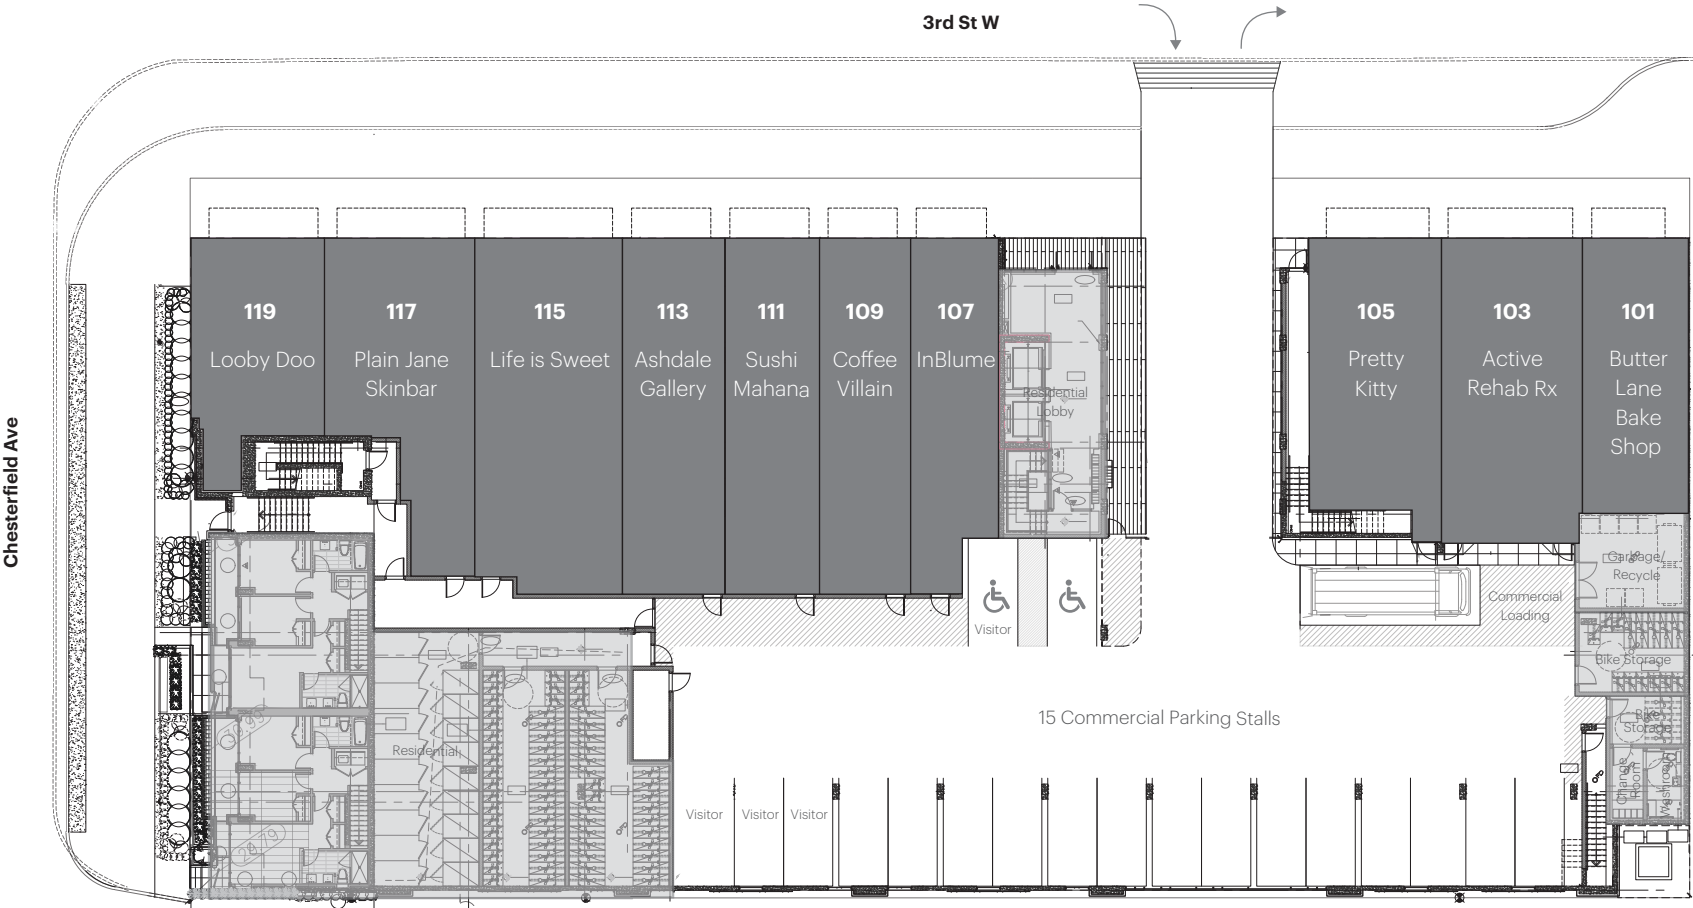 3rd St W
Chesterfield Ave
119
Looby Doo
117
Plain Jane
Skinbar
115
Life is Sweet
113
Ashdale
Gallery
111
Sushi
Mahana
109
Coffee
Villain
107
InBlume
105
Pretty
Kitty
103
Active
Rehab Rx
101
Butter
Lane
Bake
Shop
Residential
Lobby
Garbage/
Recycle
Commercial
Loading
Visitor
Bike Storage
Bike
Storage
15 Commercial Parking Stalls
Residential
Change
Room
Washroom
Visitor
Visitor
Visitor